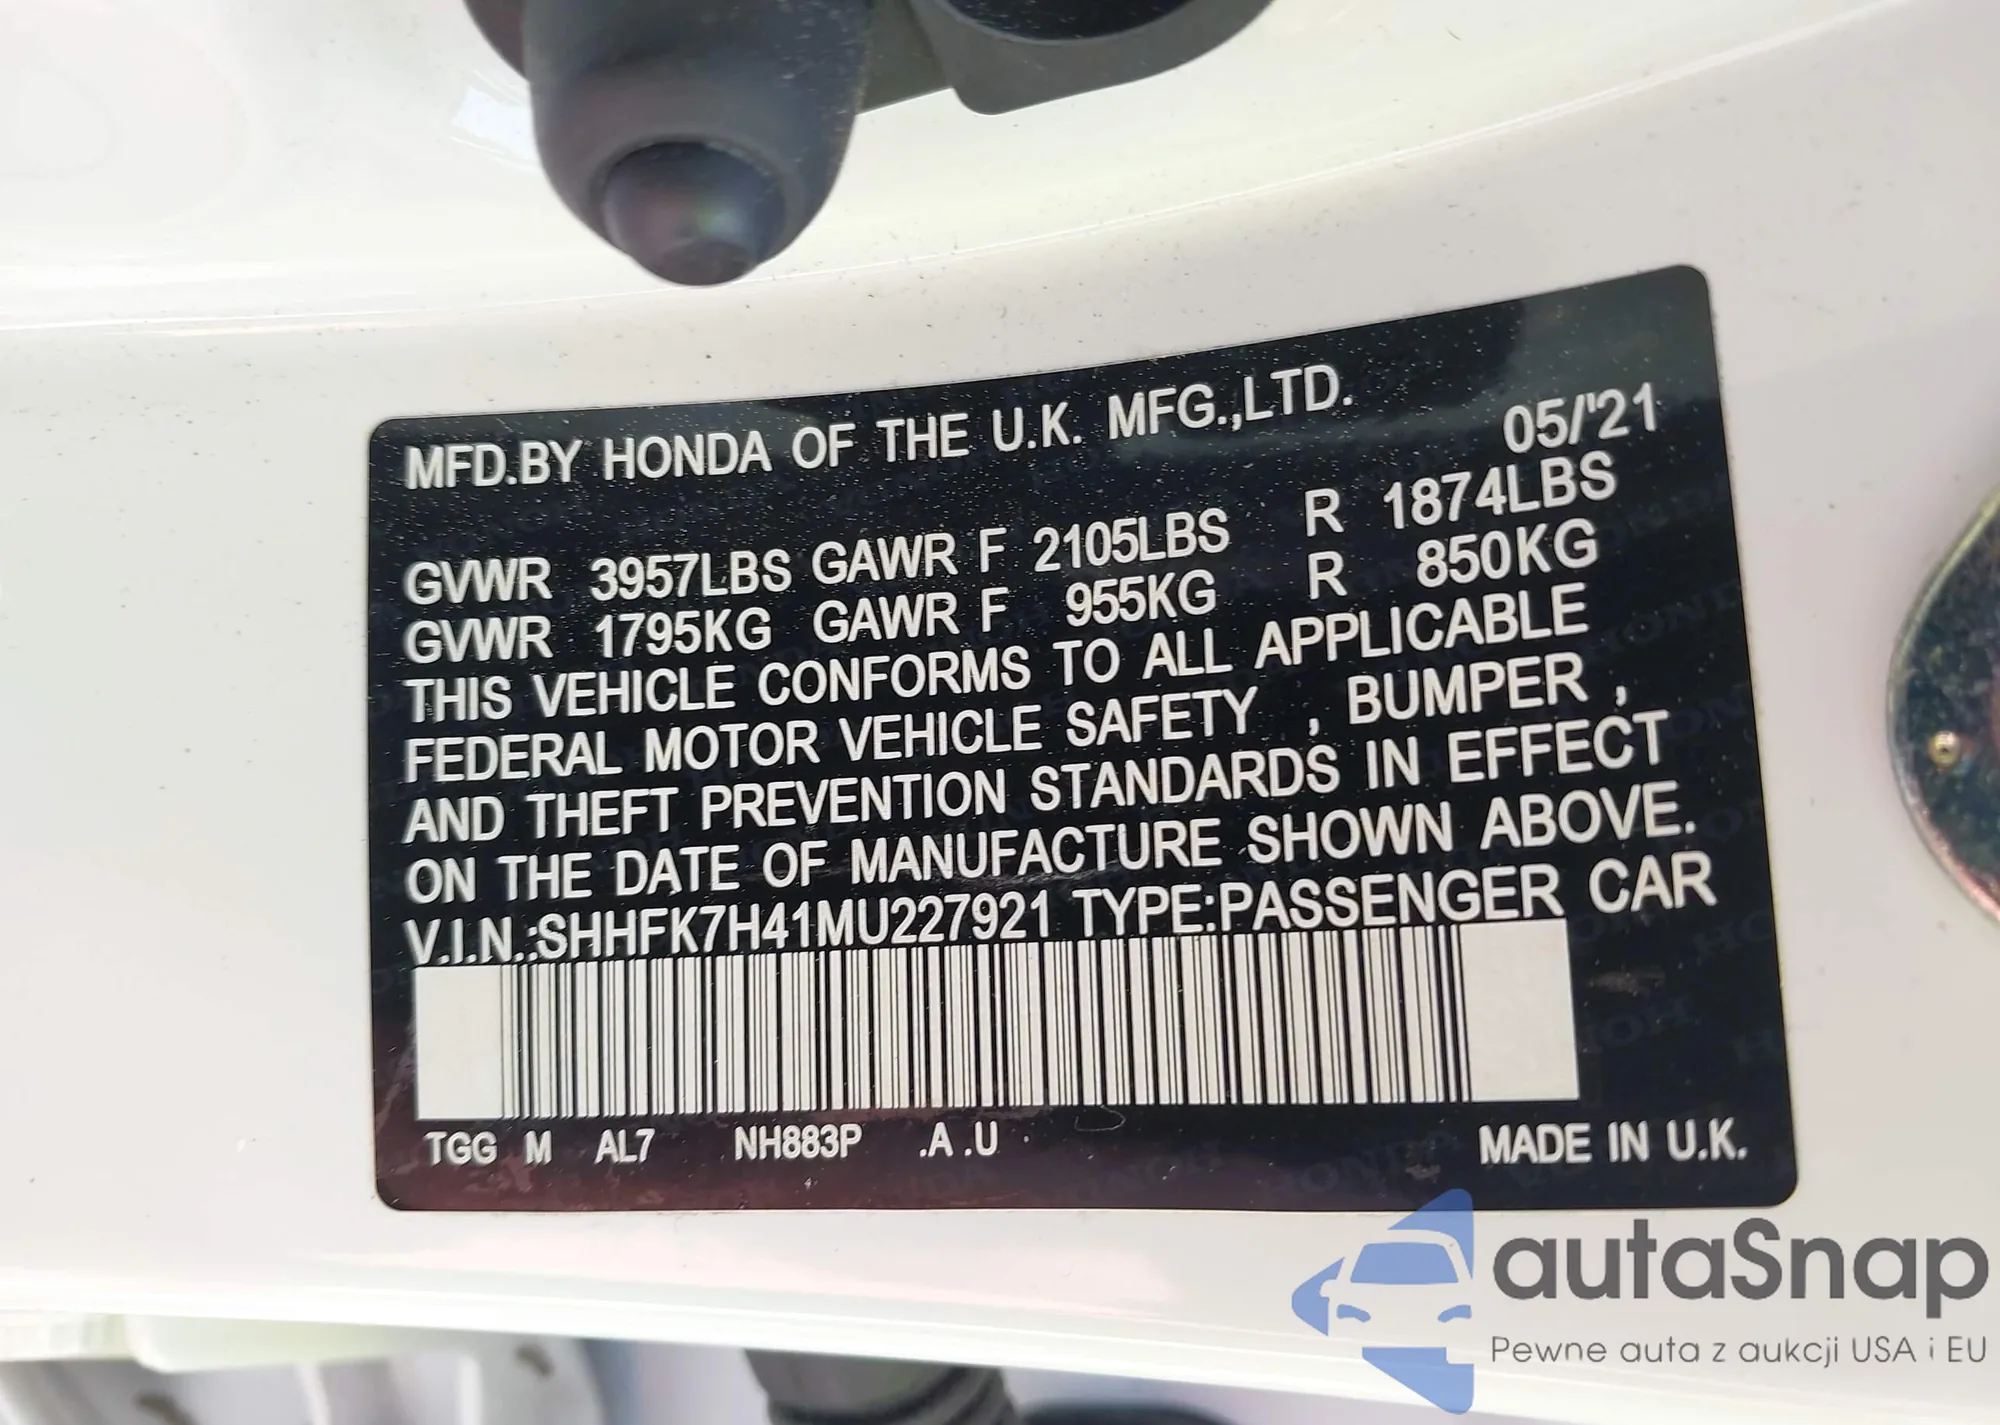 MFD.BY HONDA OF THE U.K. MFG.,LTD.
05/'21
GVWR 3957LBS GAWR F 2105LBS R 1874LBS
GVWR 1795KG GAWR F 955KG R 850KG
THIS VEHICLE CONFORMS TO ALL APPLICABLE
FEDERAL MOTOR VEHICLE SAFETY , BUMPER ,
AND THEFT PREVENTION STANDARDS IN EFFECT
ON THE DATE OF MANUFACTURE SHOWN ABOVE.
V.I.N.:SHHFK7H41MU227921 TYPE:PASSENGER CAR
TGG M AL7 NH883P .A .U MADE IN U.K.
autaSnap
Pewne auta z aukcji USA i EU